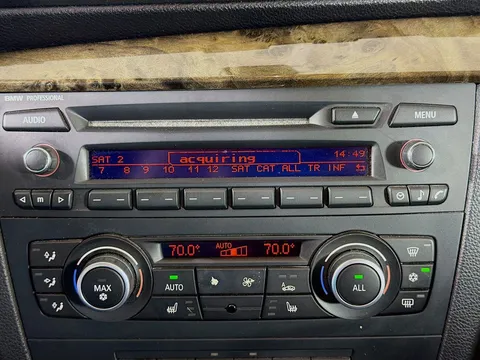 BMW PROFESSIONAL
AUDIO
MENU
SAT 2 acquiring 14:49
7 8 9 10 11 12 SAT CAT ALL TR INF
m
70.0° AUTO 70.0°
MAX
AUTO
ALL